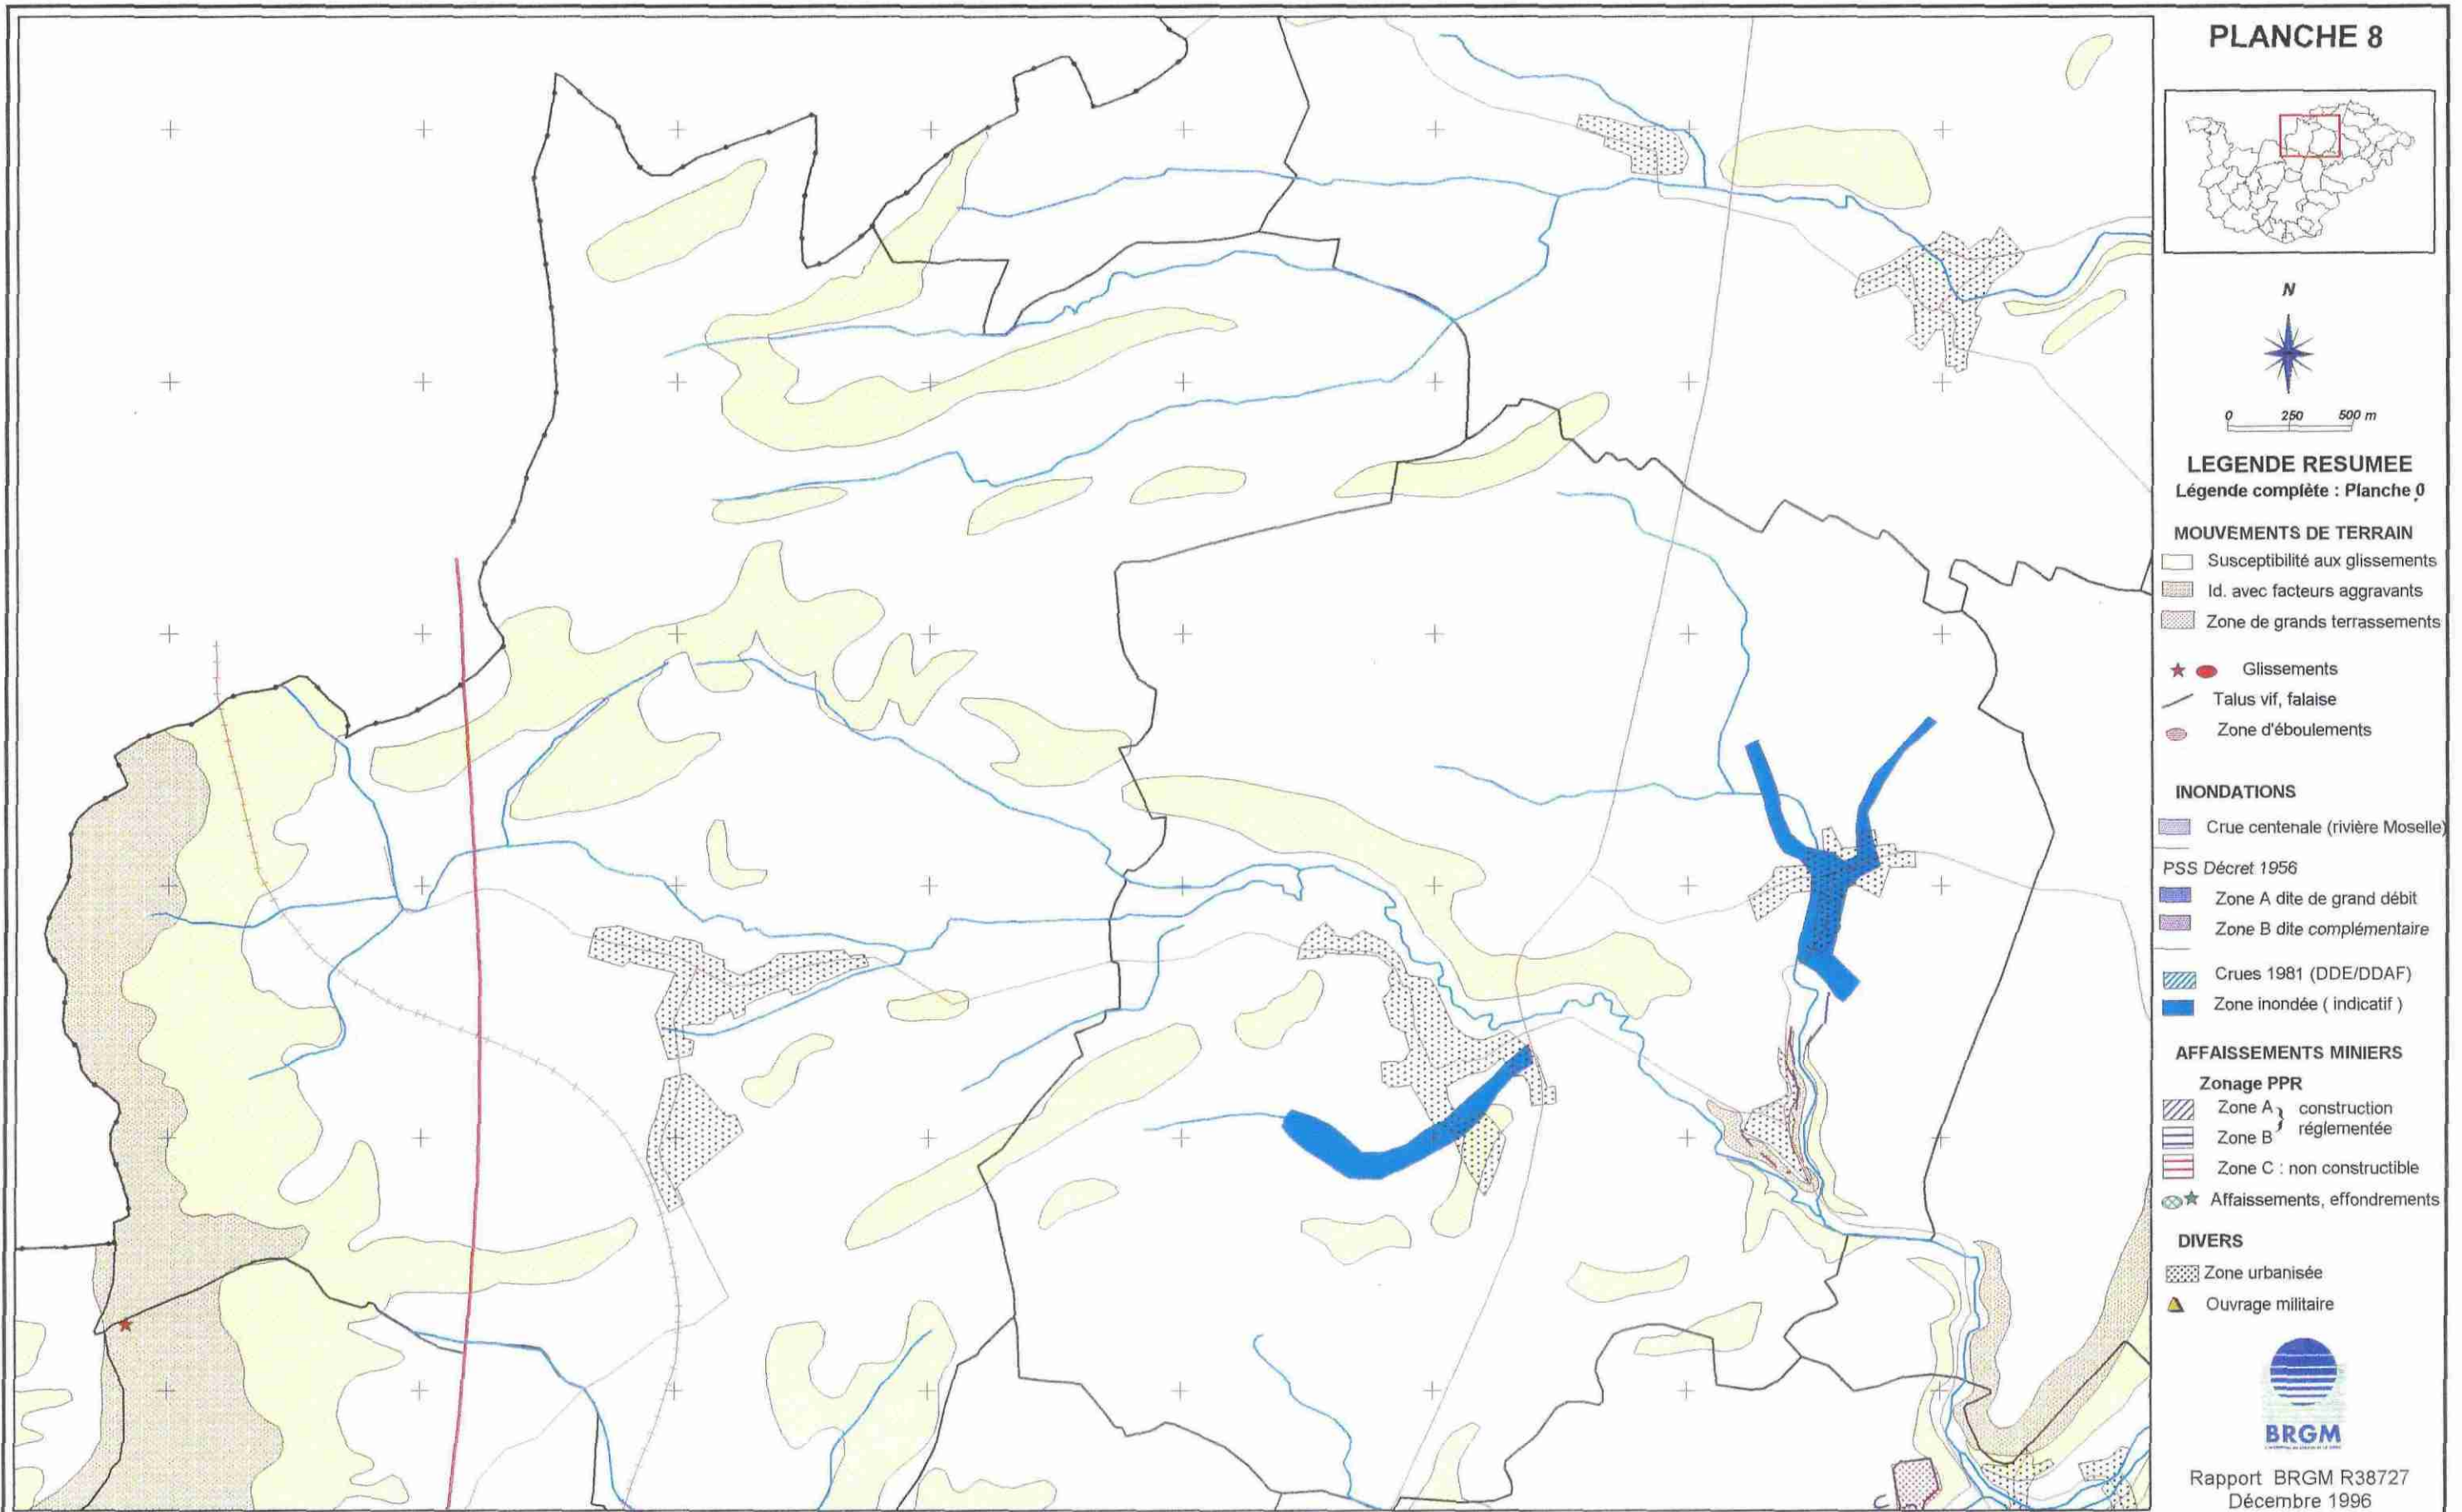 PLANCHE 8
N
0 250 500 m
LEGENDE RESUMEE
Légende complète : Planche 0
MOUVEMENTS DE TERRAIN
Susceptibilité aux glissements
Id. avec facteurs aggravants
Zone de grands terrassements
Glissements
Talus vif, falaise
Zone d'éboulements
INONDATIONS
Crue centenale (rivière Moselle)
PSS Décret 1956
Zone A dite de grand débit
Zone B dite complémentaire
Crues 1981 (DDE/DDAF)
Zone inondée ( indicatif )
AFFAISSEMENTS MINIERS
Zonage PPR
Zone A } construction
Zone B réglementée
Zone C : non constructible
Affaissements, effondrements
DIVERS
Zone urbanisée
Ouvrage militaire
BRGM
Rapport BRGM R38727
Décembre 1996